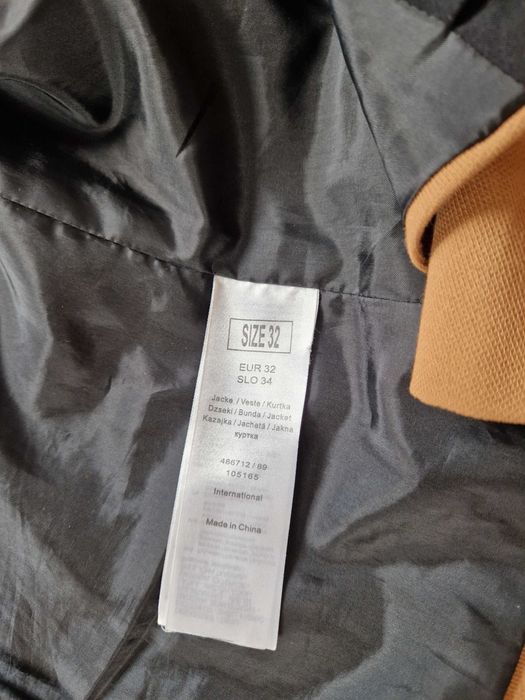 SIZE 32
EUR 32
SLO 34
Jacke / Veste / Kurtka
Dzseki / Bunda / Jacket
Kazajka / Jachetă / Jakna
куртка
486712 / 89
105165
International
Made in China